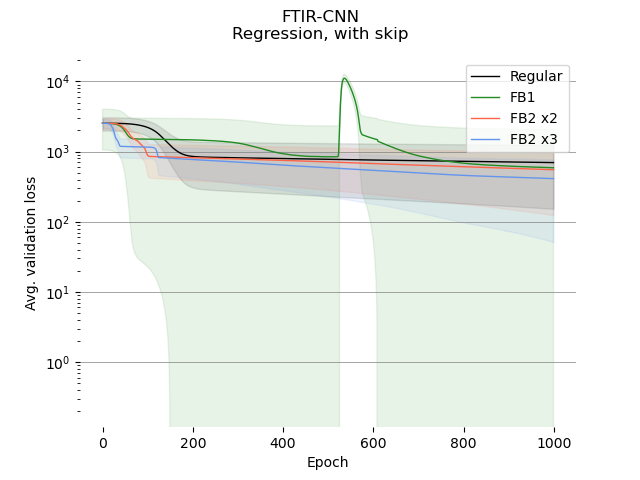 FTIR-CNN
Regression, with skip
Regular
FB1
FB2 x2
FB2 x3
Avg. validation loss
10⁴
10³
10²
10¹
10⁰
0 200 400 600 800 1000
Epoch